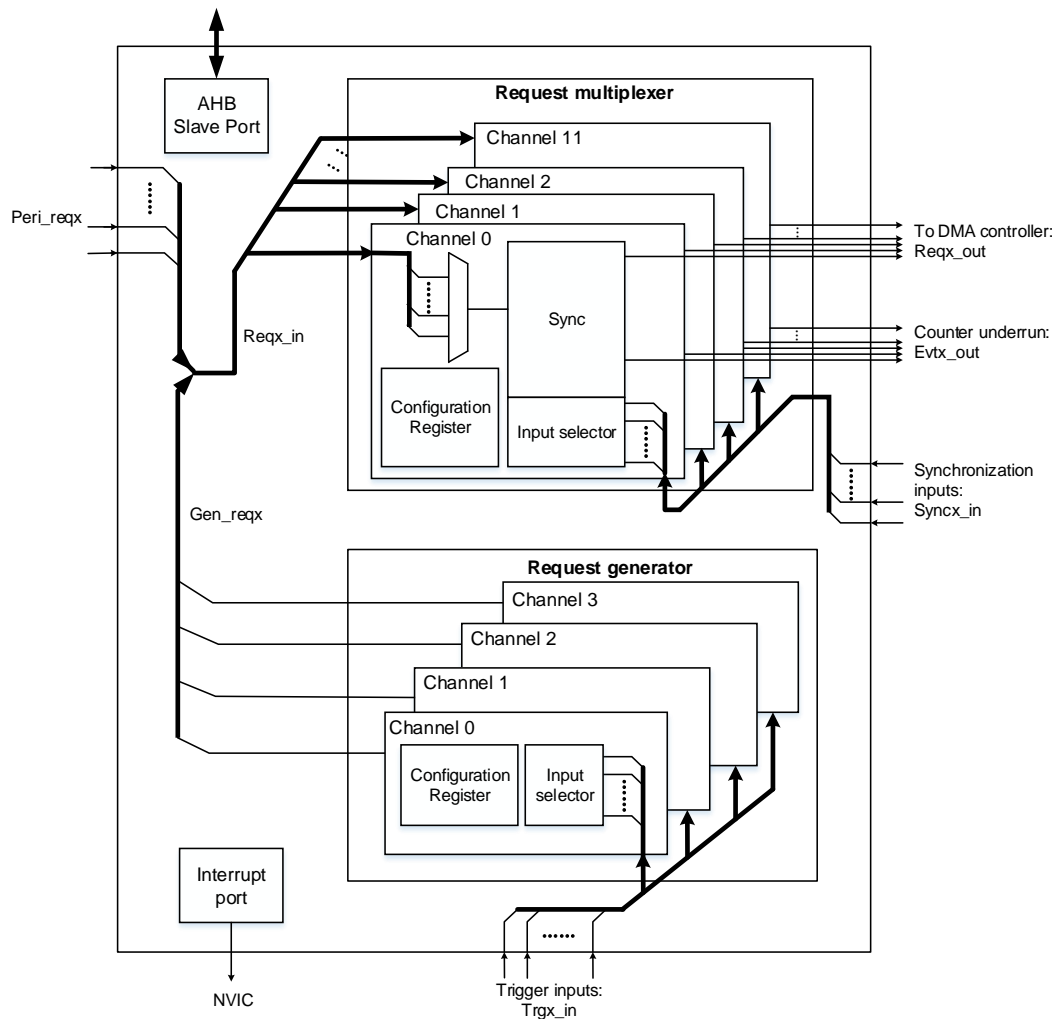 AHB
Slave Port
Request multiplexer
Channel 11
Channel 2
Channel 1
Channel 0
Peri_reqx
To DMA controller:
Reqx_out
Sync
Reqx_in
Counter underrun:
Evtx_out
Configuration
Register
Input selector
Synchronization
inputs:
Syncx_in
Gen_reqx
Request generator
Channel 3
Channel 2
Channel 1
Channel 0
Configuration
Register
Input
selector
Interrupt
port
NVIC
Trigger inputs:
Trgx_in